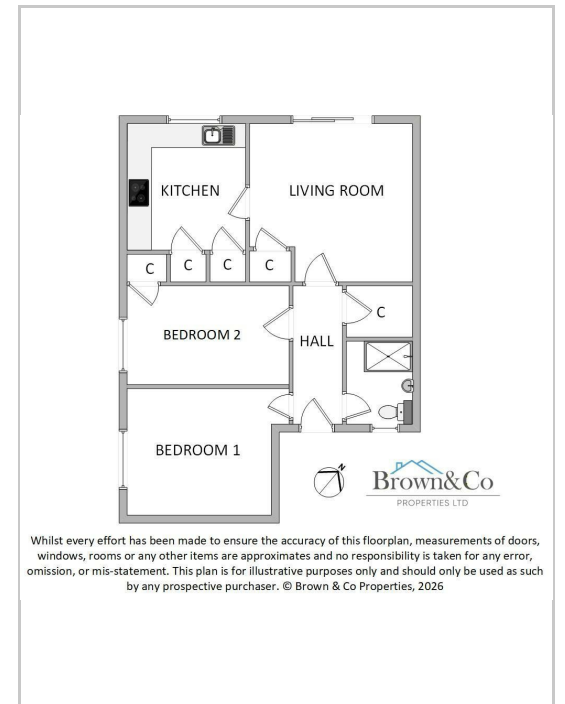 KITCHEN
LIVING ROOM
C
C
C
C
BEDROOM 2
HALL
C
BEDROOM 1
N
Brown&Co
PROPERTIES LTD
Whilst every effort has been made to ensure the accuracy of this floorplan, measurements of doors,
windows, rooms or any other items are approximates and no responsibility is taken for any error,
omission, or mis-statement. This plan is for illustrative purposes only and should only be used as such
by any prospective purchaser. © Brown & Co Properties, 2026